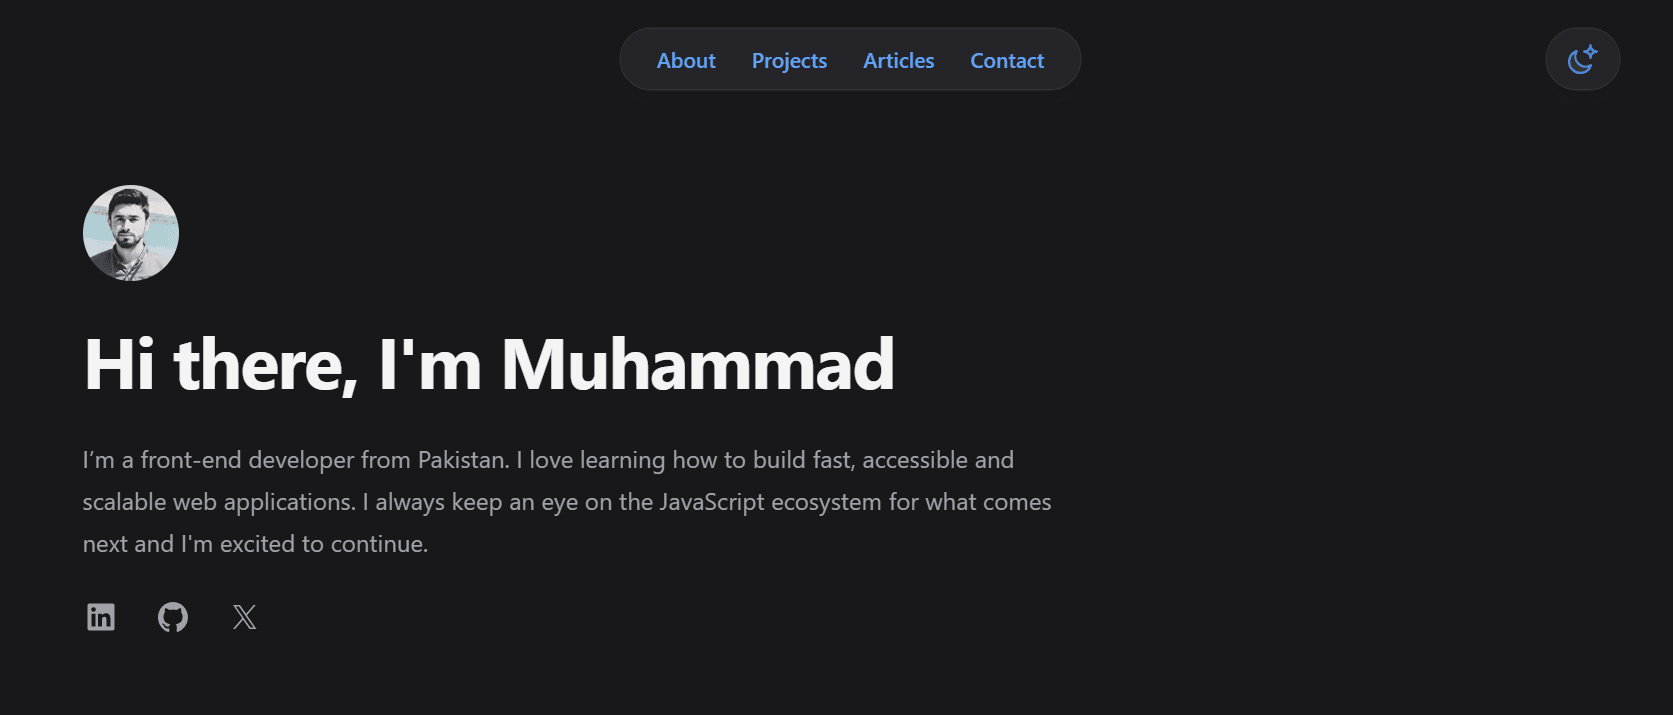 About Projects Articles Contact
Hi there, I'm Muhammad
I’m a front-end developer from Pakistan. I love learning how to build fast, accessible and
scalable web applications. I always keep an eye on the JavaScript ecosystem for what comes
next and I'm excited to continue.